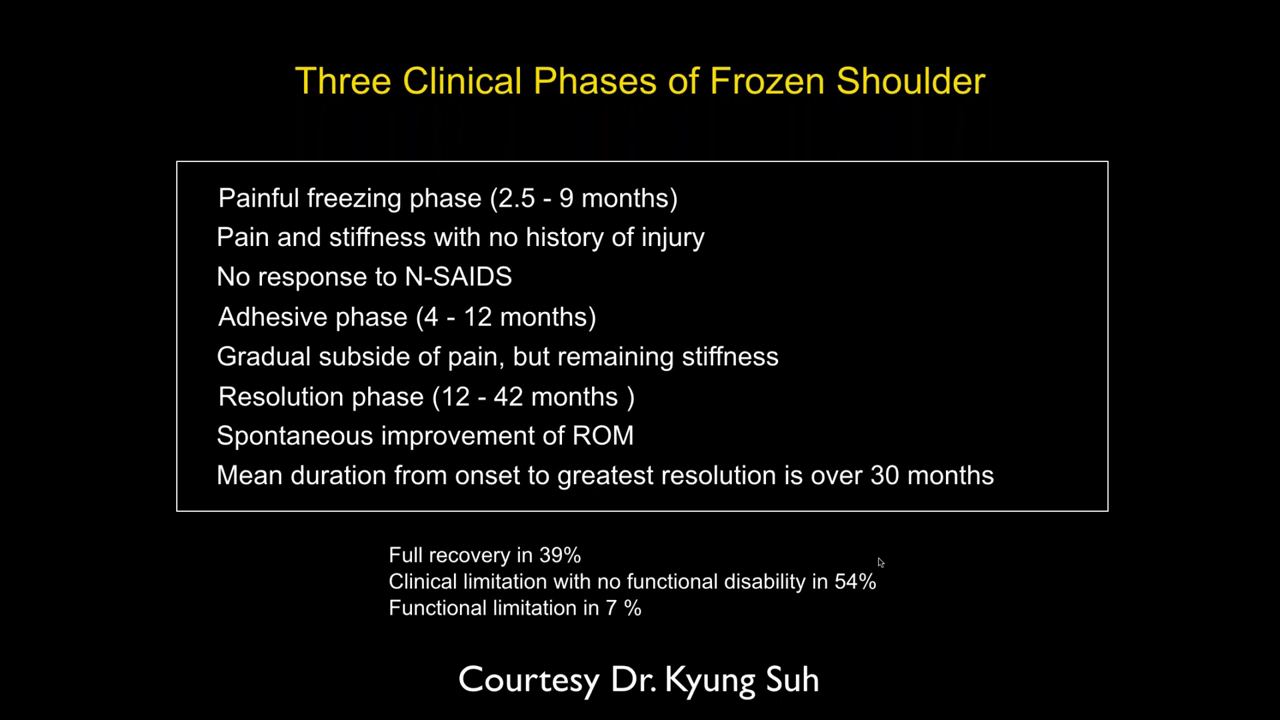 Three Clinical Phases of Frozen Shoulder
Painful freezing phase (2.5 - 9 months)
Pain and stiffness with no history of injury
No response to N-SAIDS
Adhesive phase (4 - 12 months)
Gradual subside of pain, but remaining stiffness
Resolution phase (12 - 42 months )
Spontaneous improvement of ROM
Mean duration from onset to greatest resolution is over 30 months
Full recovery in 39%
Clinical limitation with no functional disability in 54%
Functional limitation in 7 %
Courtesy Dr. Kyung Suh